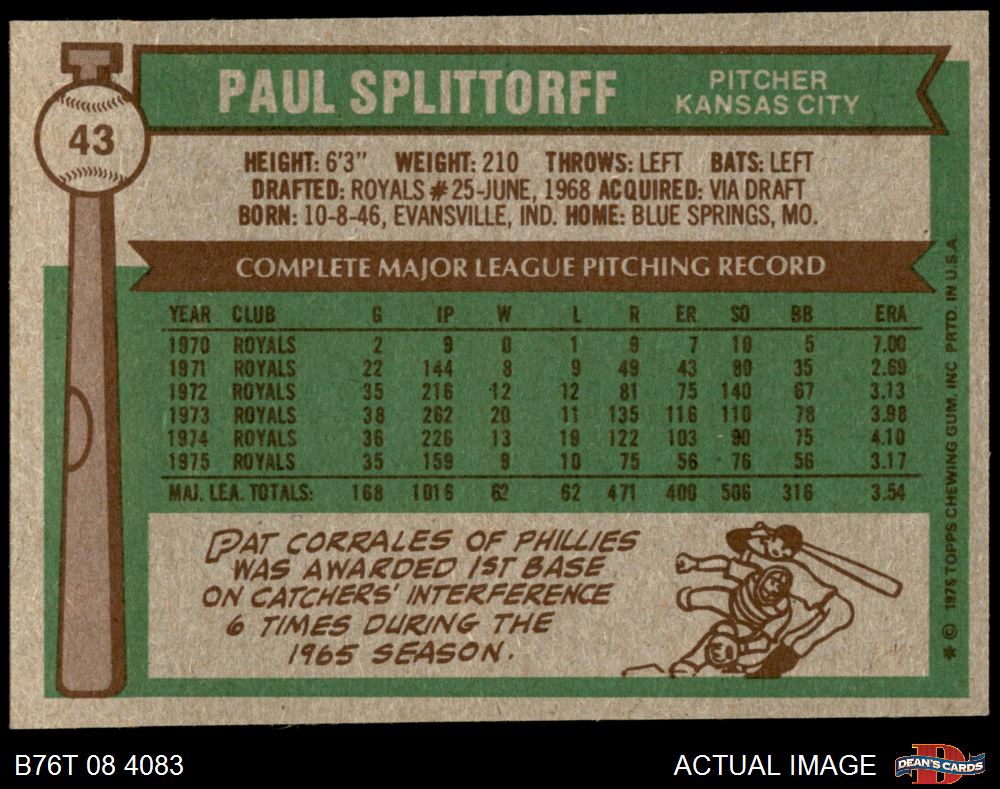 43
PAUL SPLITTORFF
PITCHER
KANSAS CITY
HEIGHT: 6'3" WEIGHT: 210 THROWS: LEFT BATS: LEFT
DRAFTED: ROYALS #25-JUNE, 1968 ACQUIRED: VIA DRAFT
BORN: 10-8-46, EVANSVILLE, IND. HOME: BLUE SPRINGS, MO.
COMPLETE MAJOR LEAGUE PITCHING RECORD
YEAR CLUB G IP W L R ER SO BB ERA
1970 ROYALS 2 9 0 1 9 7 10 5 7.00
1971 ROYALS 22 144 8 9 49 43 80 35 2.69
1972 ROYALS 35 216 12 12 81 75 140 67 3.13
1973 ROYALS 38 262 20 11 135 116 110 78 3.98
1974 ROYALS 36 226 13 19 122 103 90 75 4.10
1975 ROYALS 35 159 9 10 75 56 76 56 3.17
MAJ. LEA. TOTALS: 168 1016 62 62 471 400 506 316 3.54
PAT CORRALES OF PHILLIES
WAS AWARDED 1ST BASE
ON CATCHERS' INTERFERENCE
6 TIMES DURING THE
1965 SEASON.
* © 1975 TOPPS CHEWING GUM, INC PRTD. IN U.S.A
B76T 08 4083
ACTUAL IMAGE
D
DEAN'S CARDS